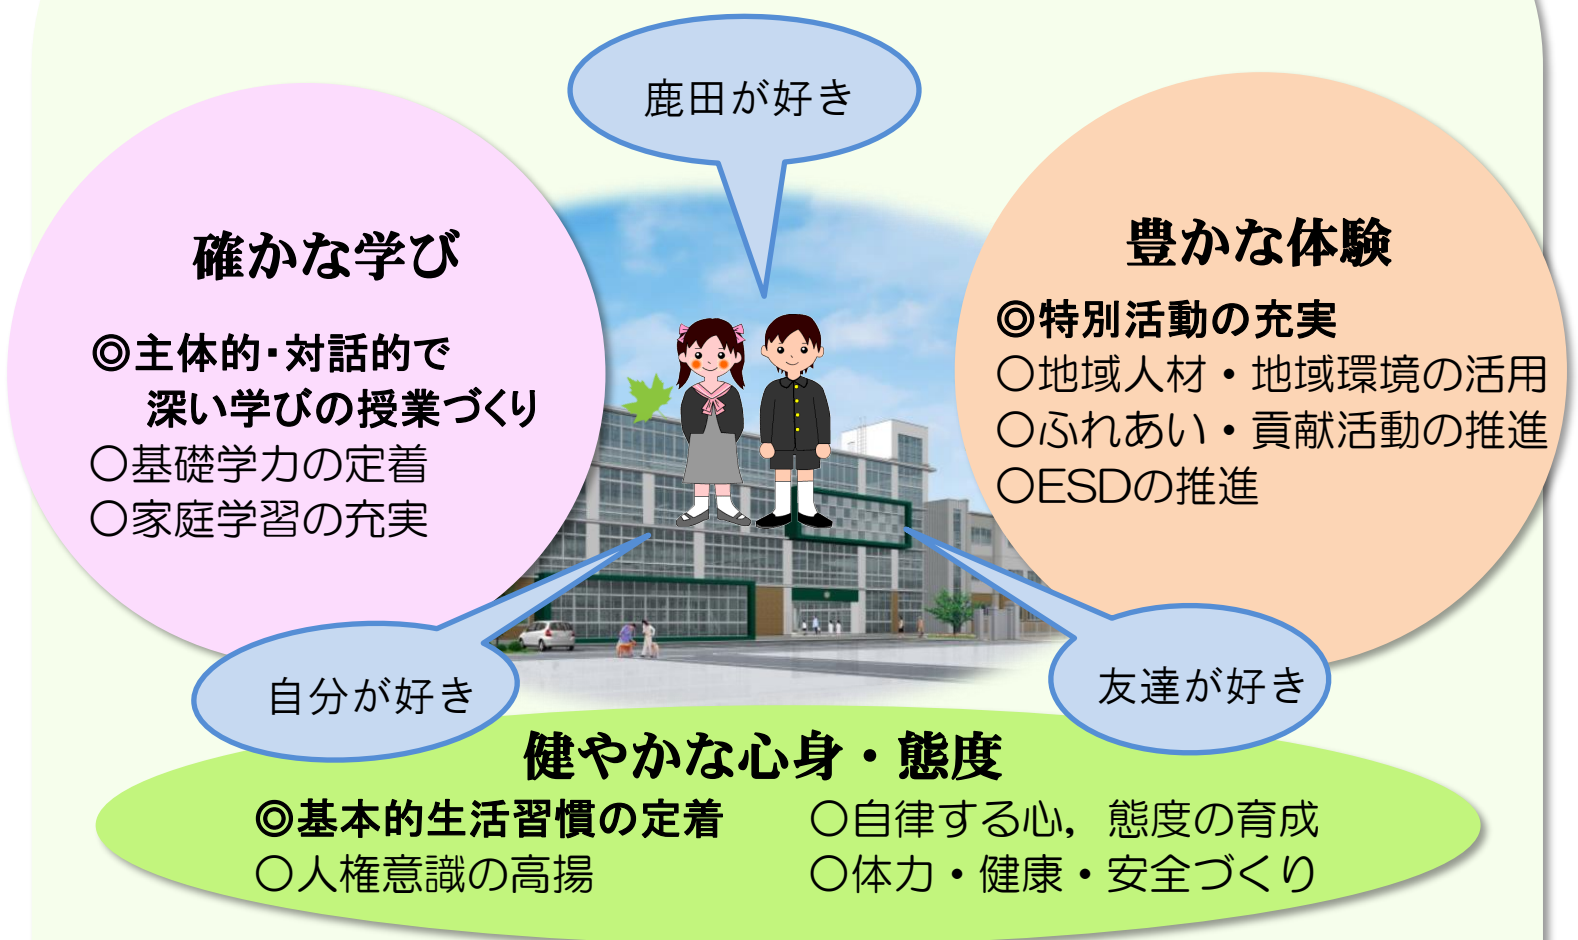 鹿田が好き
確かな学び
◎主体的・対話的で
深い学びの授業づくり
○基礎学力の定着
○家庭学習の充実
豊かな体験
◎特別活動の充実
○地域人材・地域環境の活用
○ふれあい・貢献活動の推進
○ESDの推進
自分が好き
友達が好き
健やかな心身・態度
◎基本的生活習慣の定着
○人権意識の高揚
○自律する心，態度の育成
○体力・健康・安全づくり